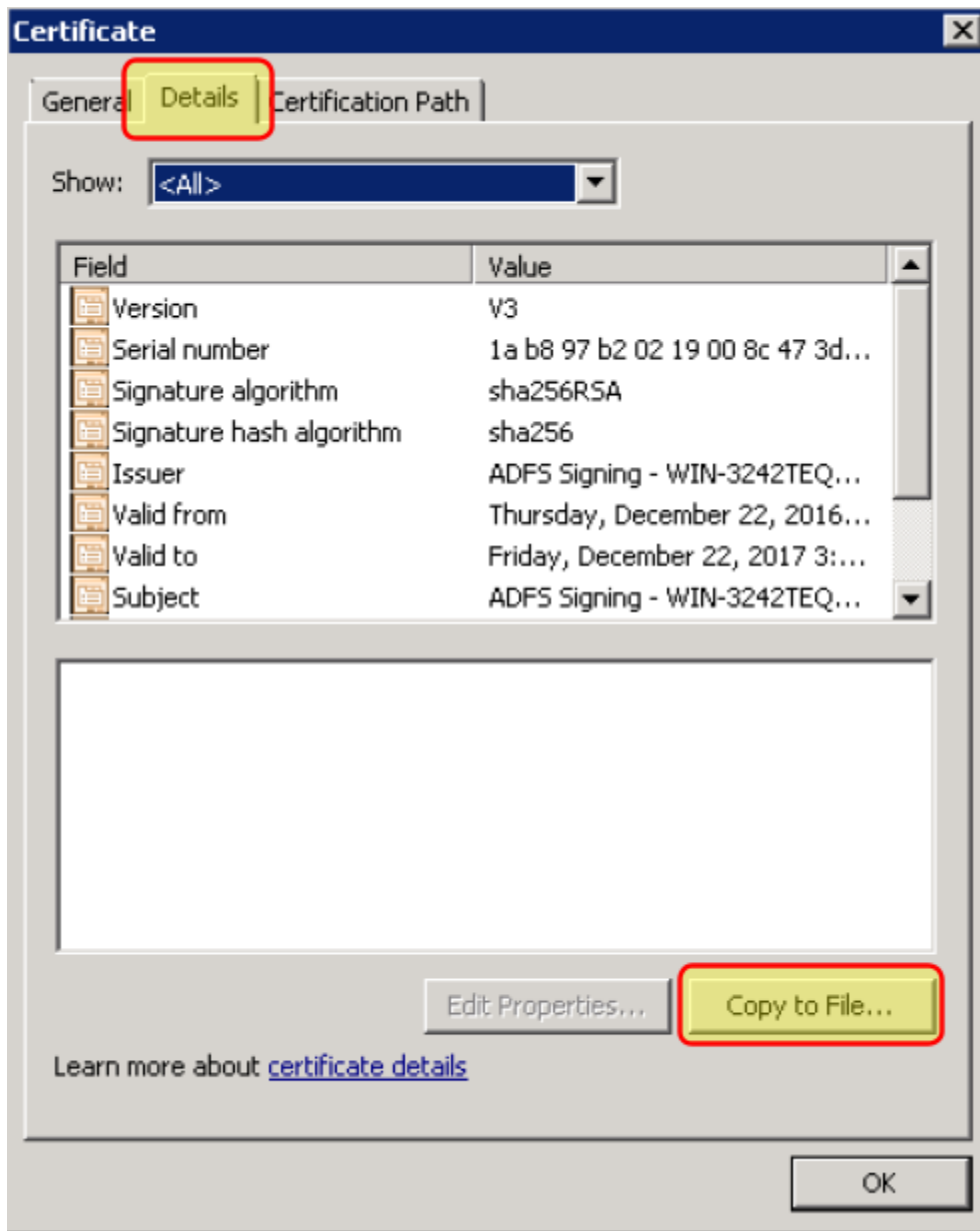 Certificate
General Details Certification Path
Show: <All>
Field Value
Version V3
Serial number 1a b8 97 b2 02 19 00 8c 47 3d...
Signature algorithm sha256RSA
Signature hash algorithm sha256
Issuer ADFS Signing - WIN-3242TEQ...
Valid from Thursday, December 22, 2016...
Valid to Friday, December 22, 2017 3:...
Subject ADFS Signing - WIN-3242TEQ...
Edit Properties... Copy to File...
Learn more about certificate details
OK